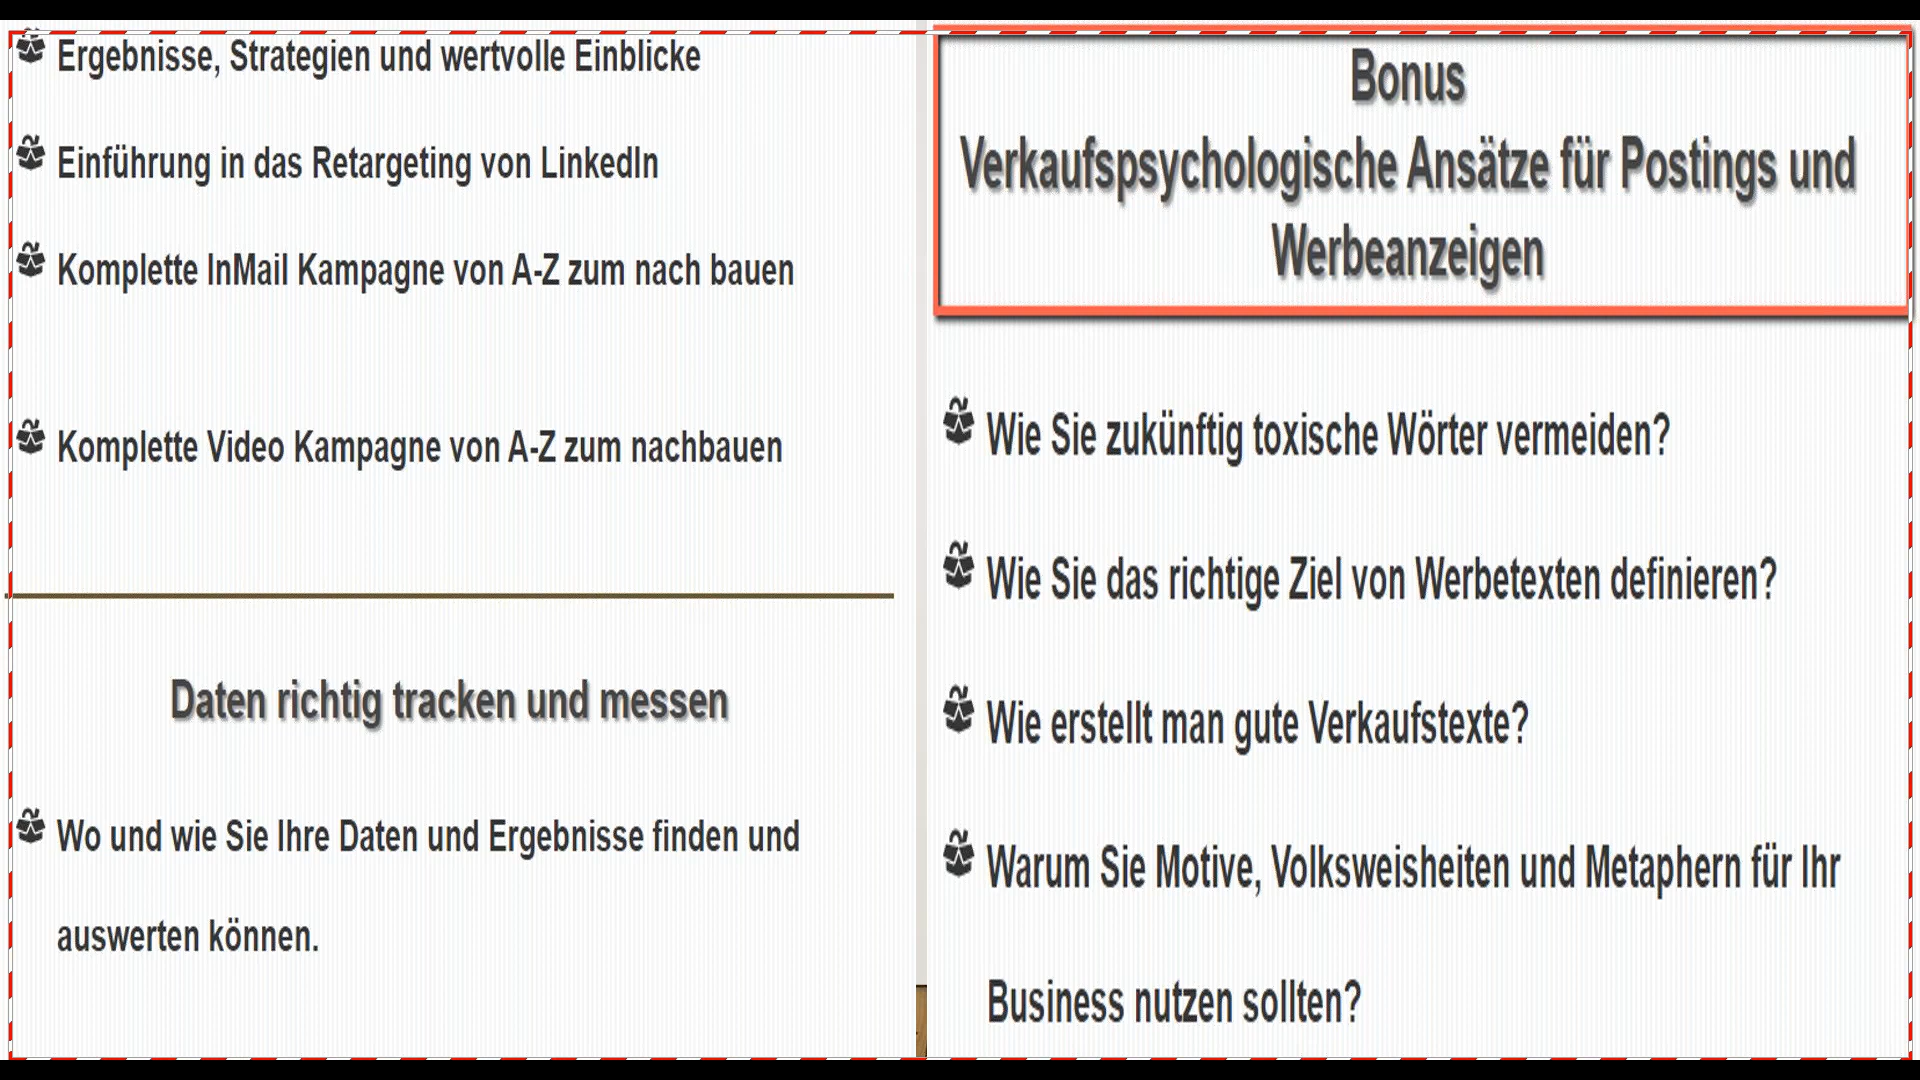 Ergebnisse, Strategien und wertvolle Einblicke
Einführung in das Retargeting von LinkedIn
Komplette InMail Kampagne von A-Z zum nach bauen
Komplette Video Kampagne von A-Z zum nachbauen
Daten richtig tracken und messen
Wo und wie Sie Ihre Daten und Ergebnisse finden und
auswerten können.
Bonus
Verkaufspsychologische Ansätze für Postings und
Werbeanzeigen
Wie Sie zukünftig toxische Wörter vermeiden?
Wie Sie das richtige Ziel von Werbetexten definieren?
Wie erstellt man gute Verkaufstexte?
Warum Sie Motive, Volksweisheiten und Metaphern für Ihr
Business nutzen sollten?